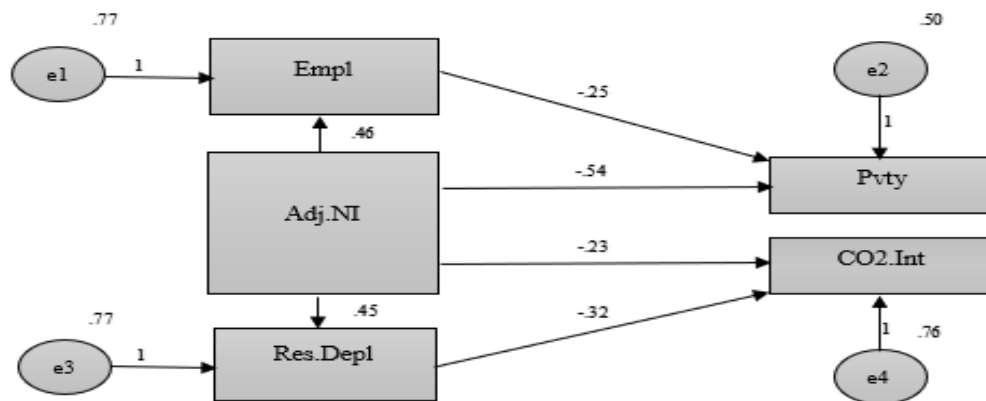 .77
.50
e1
1
Empl
e2
-.25
1
.46
-.54
Pvty
Adj.NI
-.23
CO2.Int
.77
.45
-.32
1
Res.Depl
1
.76
e3
e4